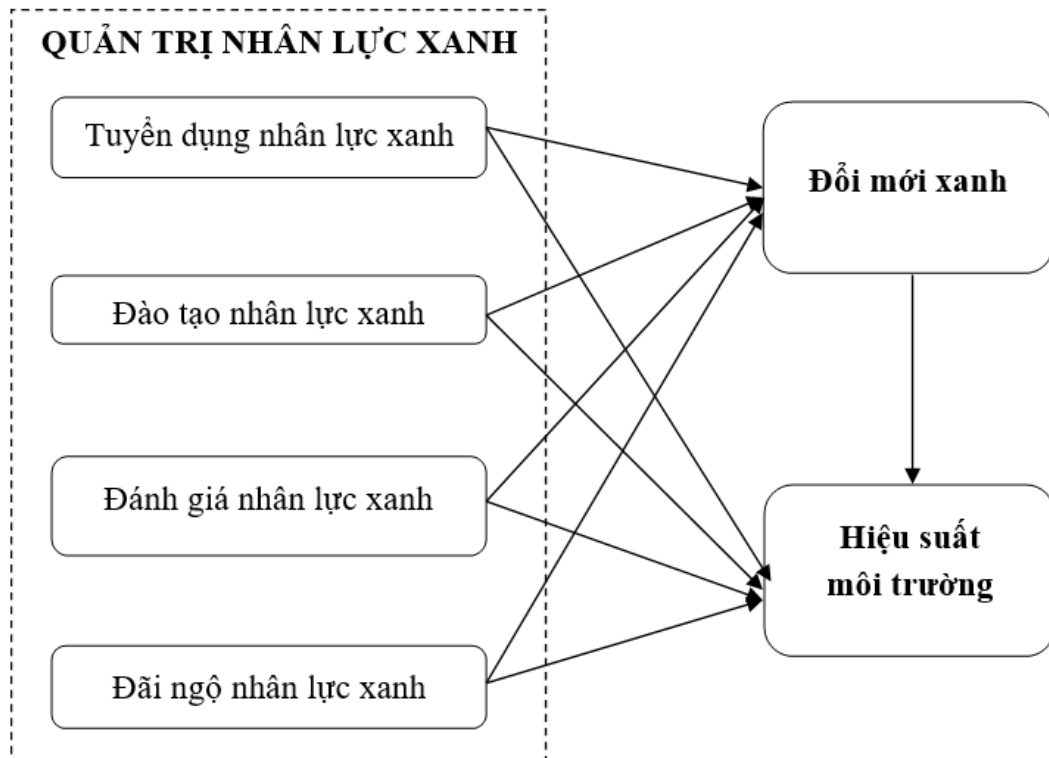 QUẢN TRỊ NHÂN LỰC XANH
Tuyển dụng nhân lực xanh
Đào tạo nhân lực xanh
Đánh giá nhân lực xanh
Đãi ngộ nhân lực xanh
Đổi mới xanh
Hiệu suất
môi trường